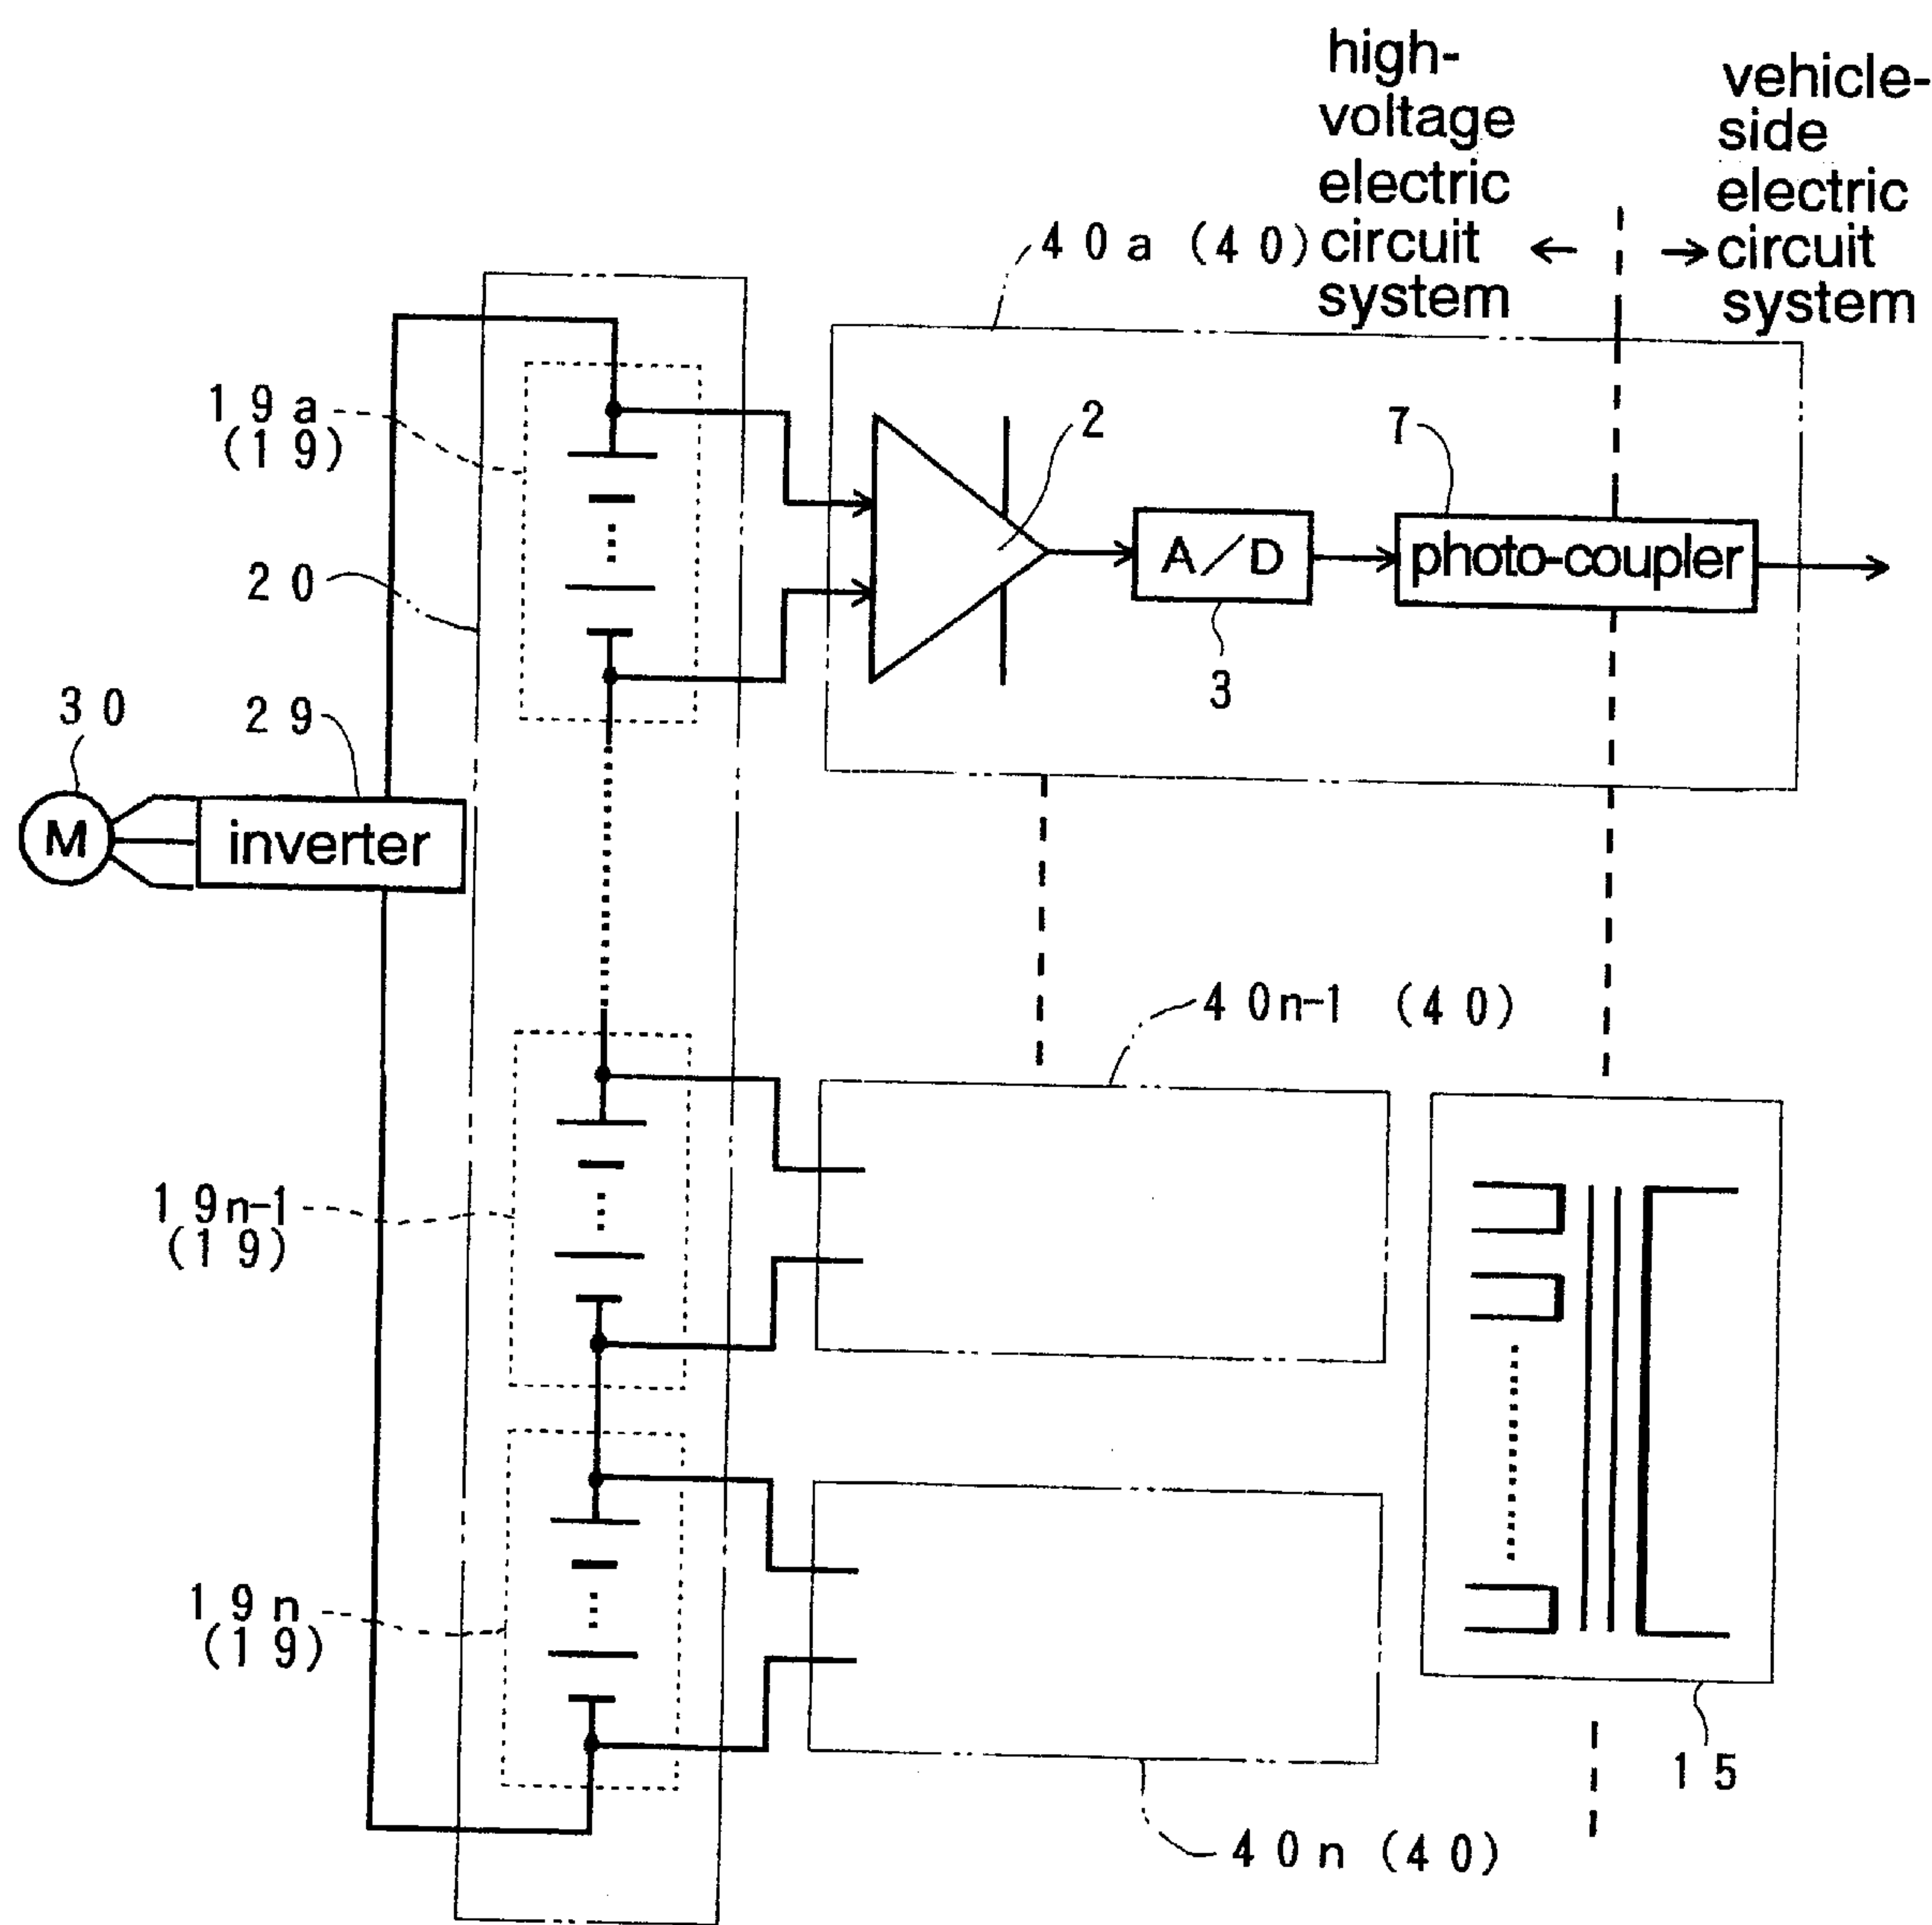 high-
voltage
electric
circuit
system
vehicle-
side
electric
circuit
system
← →
40a (40)
19a
(19)
2
7
A/D
photo-coupler
3
20
30
29
M
inverter
40n-1 (40)
19n-1
(19)
19n
(19)
15
40n (40)